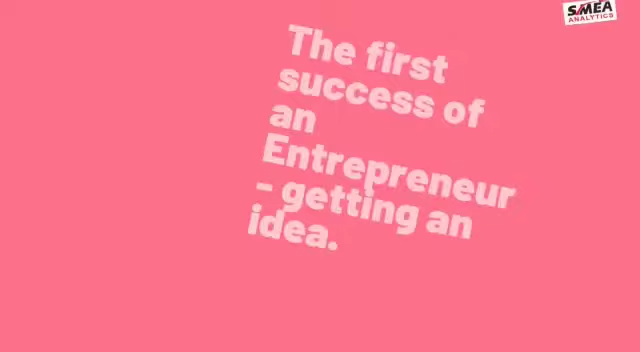 SMEA
ANALYTICS
The first
success of
an
Entrepreneur
- getting an
idea.